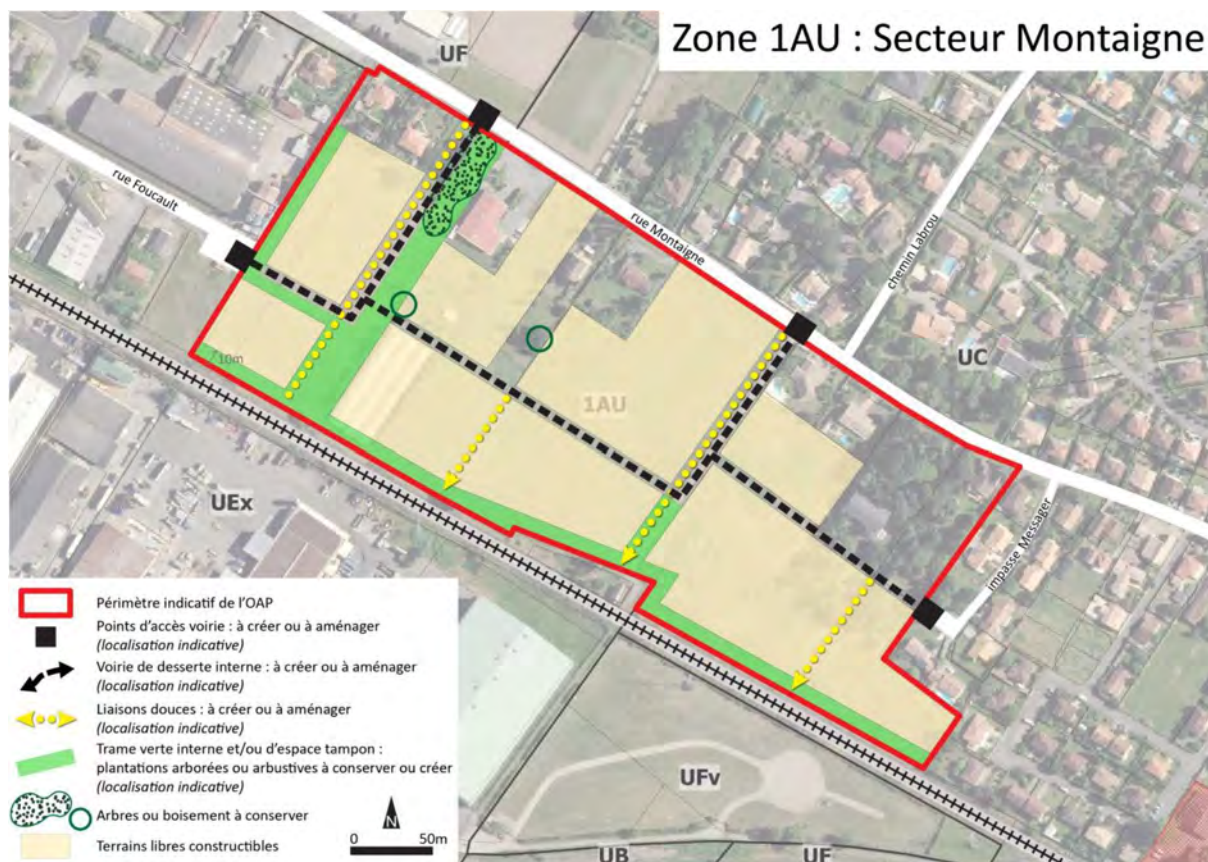 Zone 1AU : Secteur Montaigne
UF
rue Foucault
rue Montaigne
chemin Labrou
UC
10m
1AU
UEx
impasse Messager
UFv
UB
UF
Périmètre indicatif de l'OAP
Points d'accès voirie : à créer ou à aménager
(localisation indicative)
Voirie de desserte interne : à créer ou à aménager
(localisation indicative)
Liaisons douces : à créer ou à aménager
(localisation indicative)
Trame verte interne et/ou d'espace tampon :
plantations arborées ou arbustives à conserver ou créer
(localisation indicative)
Arbres ou boisement à conserver
Terrains libres constructibles
N
0 50m